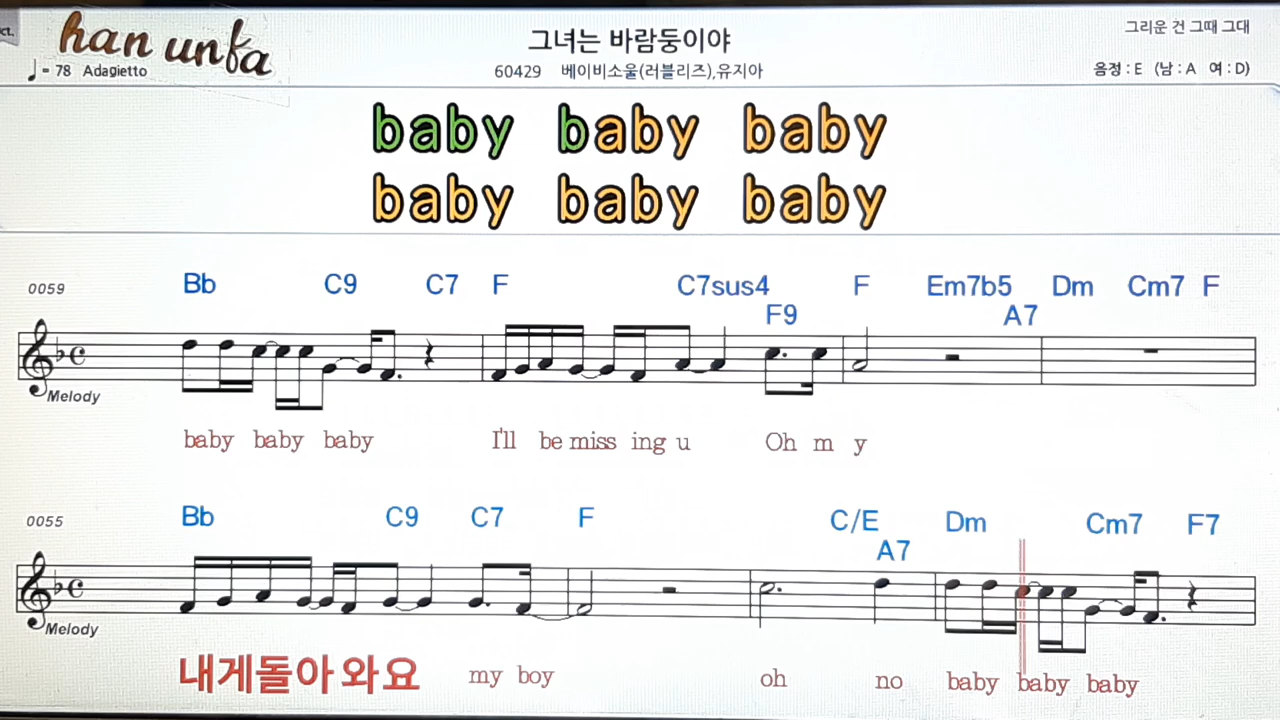 ct.
han unfa
♩= 78 Adagietto
그녀는 바람둥이야
60429 베이비소울(러블리즈),유지아
그리운 건 그때 그대
음정 : E (남 : A 여 : D)
baby baby baby
baby baby baby
0059 Bb C9 C7 F C7sus4 F Em7b5 Dm Cm7 F
F9 A7
Melody
baby baby baby I'll be miss ing u Oh m y
0055 Bb C9 C7 F C/E Dm Cm7 F7
A7
Melody
내게돌아와요 my boy oh no baby baby baby